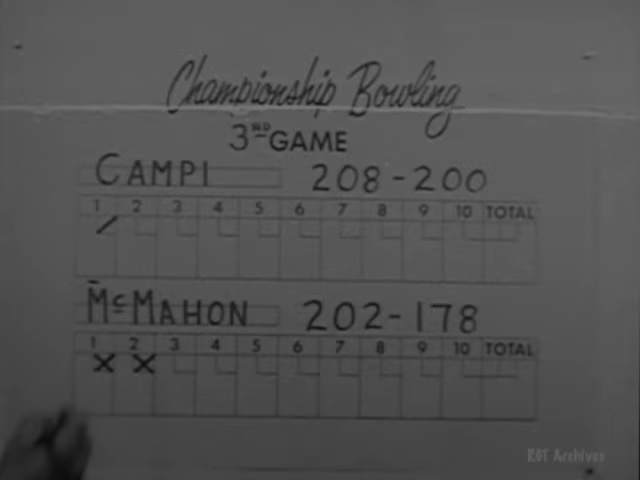 Championship Bowling
3RD GAME
CAMPI 208-200
1 2 3 4 5 6 7 8 9 10 TOTAL
/
McMAHON 202-178
1 2 3 4 5 6 7 8 9 10 TOTAL
X X
RGT Archives